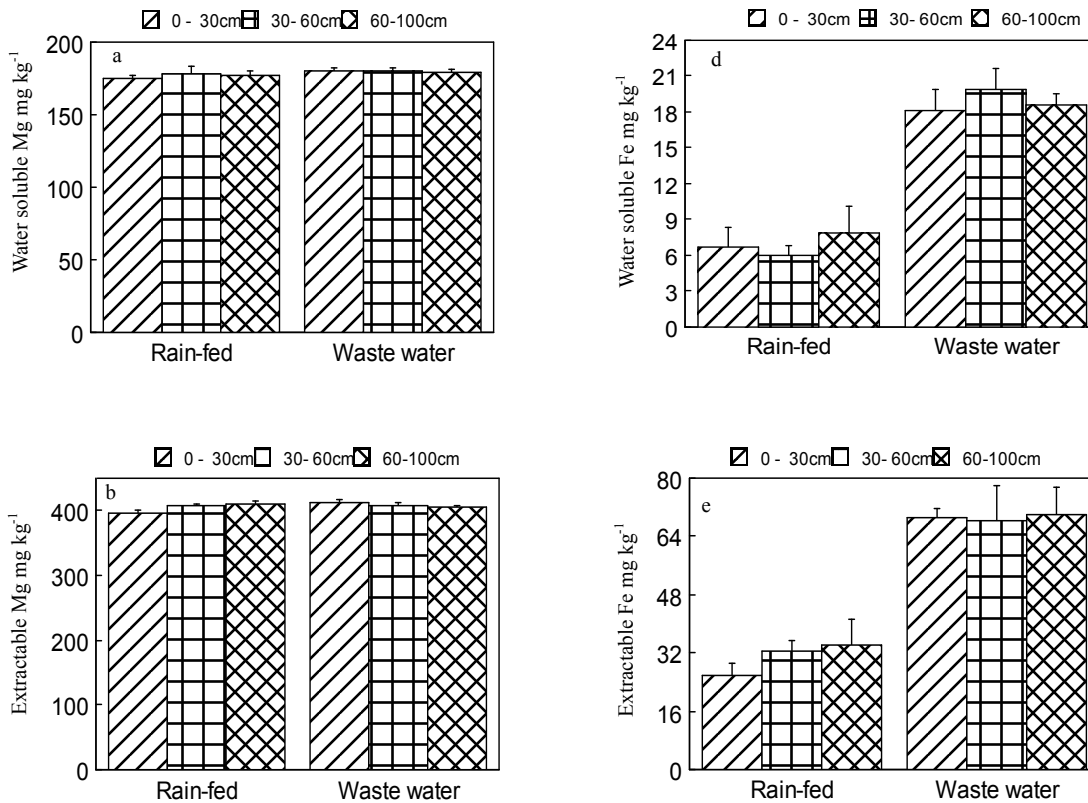 0 - 30cm 30- 60cm 60-100cm
a
Water soluble Mg mg kg-1
200
150
100
50
0
Rain-fed Waste water
0 - 30cm 30- 60cm 60-100cm
d
Water soluble Fe mg kg-1
24
21
18
15
12
9
6
3
0
Rain-fed Waste water
0 - 30cm 30- 60cm 60-100cm
b
Extractable Mg mg kg-1
400
300
200
100
0
Rain-fed Waste water
0 - 30cm 30- 60cm 60-100cm
e
Extractable Fe mg kg-1
80
64
48
32
16
0
Rain-fed Waste water